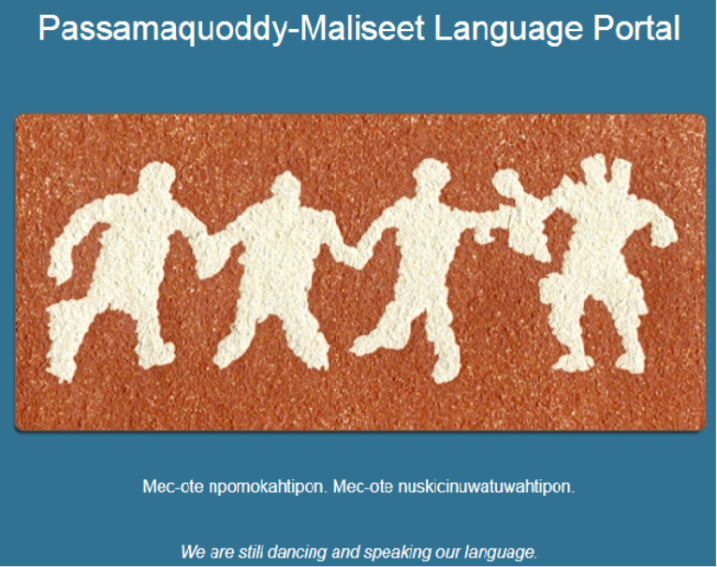 Passamaquoddy-Maliseet Language Portal
Mec-ote npomokahtipon. Mec-ote nuskicinuwatuwahtipon.
We are still dancing and speaking our language.